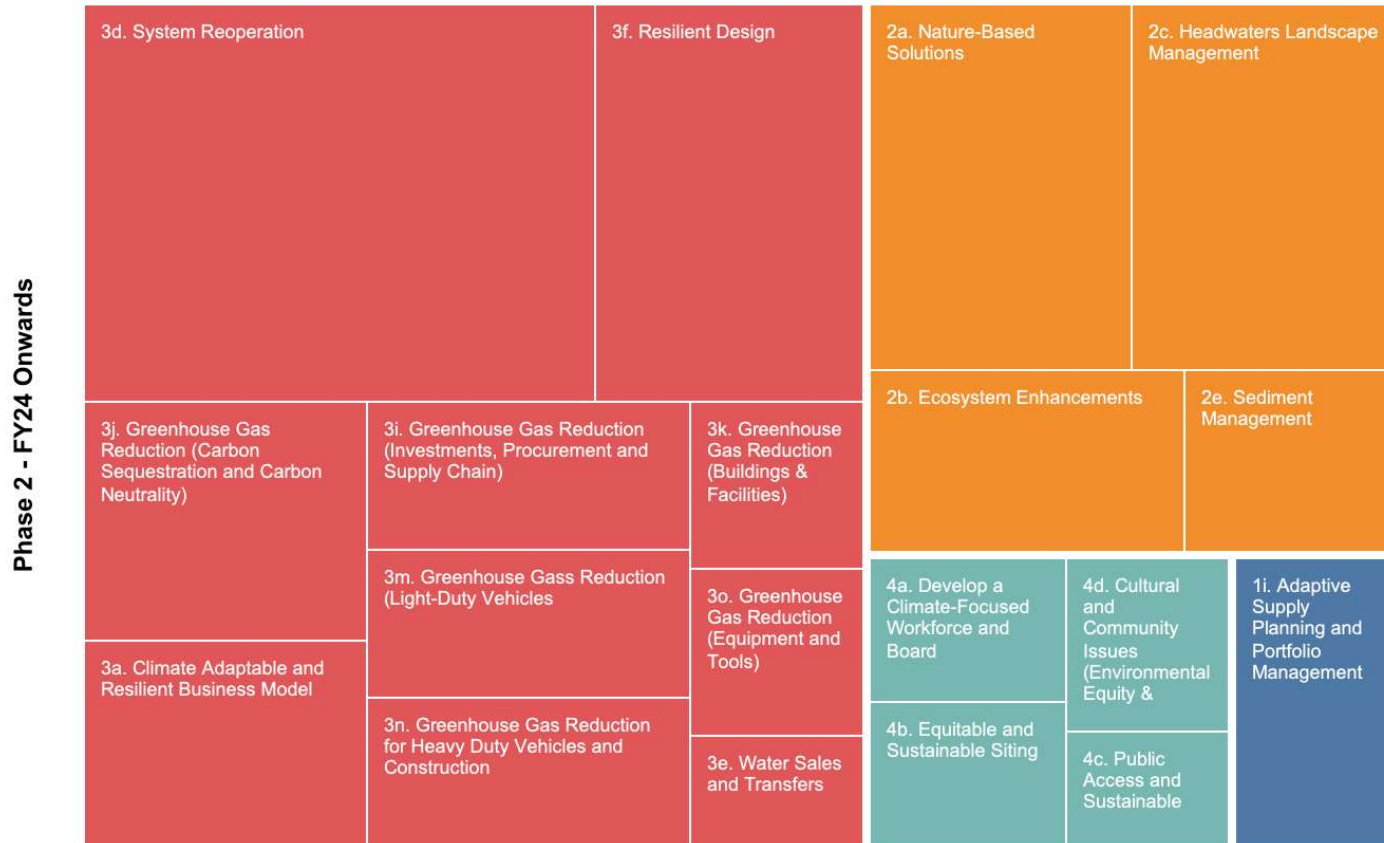 Phase 2 - FY24 Onwards
3d. System Reoperation
3f. Resilient Design
3j. Greenhouse Gas
Reduction (Carbon
Sequestration and Carbon
Neutrality)
3i. Greenhouse Gas Reduction
(Investments, Procurement and
Supply Chain)
3k. Greenhouse
Gas Reduction
(Buildings &
Facilities)
3m. Greenhouse Gass Reduction
(Light-Duty Vehicles
3o. Greenhouse
Gas Reduction
(Equipment and
Tools)
3a. Climate Adaptable and
Resilient Business Model
3n. Greenhouse Gas Reduction
for Heavy Duty Vehicles and
Construction
3e. Water Sales
and Transfers
2a. Nature-Based
Solutions
2c. Headwaters Landscape
Management
2b. Ecosystem Enhancements
2e. Sediment
Management
4a. Develop a
Climate-Focused
Workforce and
Board
4d. Cultural
and
Community
Issues
(Environmental
Equity &
4b. Equitable and
Sustainable Siting
4c. Public
Access and
Sustainable
1i. Adaptive
Supply
Planning and
Portfolio
Management